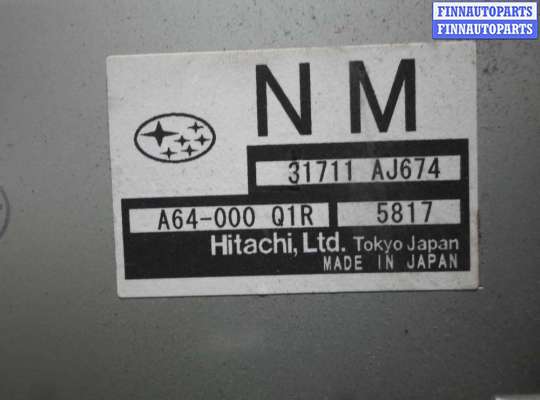 FINNAUTOPARTS
FINNAUTOPARTS
NM
31711 AJ674
A64-000 Q1R 5817
Hitachi, Ltd. Tokyo Japan
MADE IN JAPAN